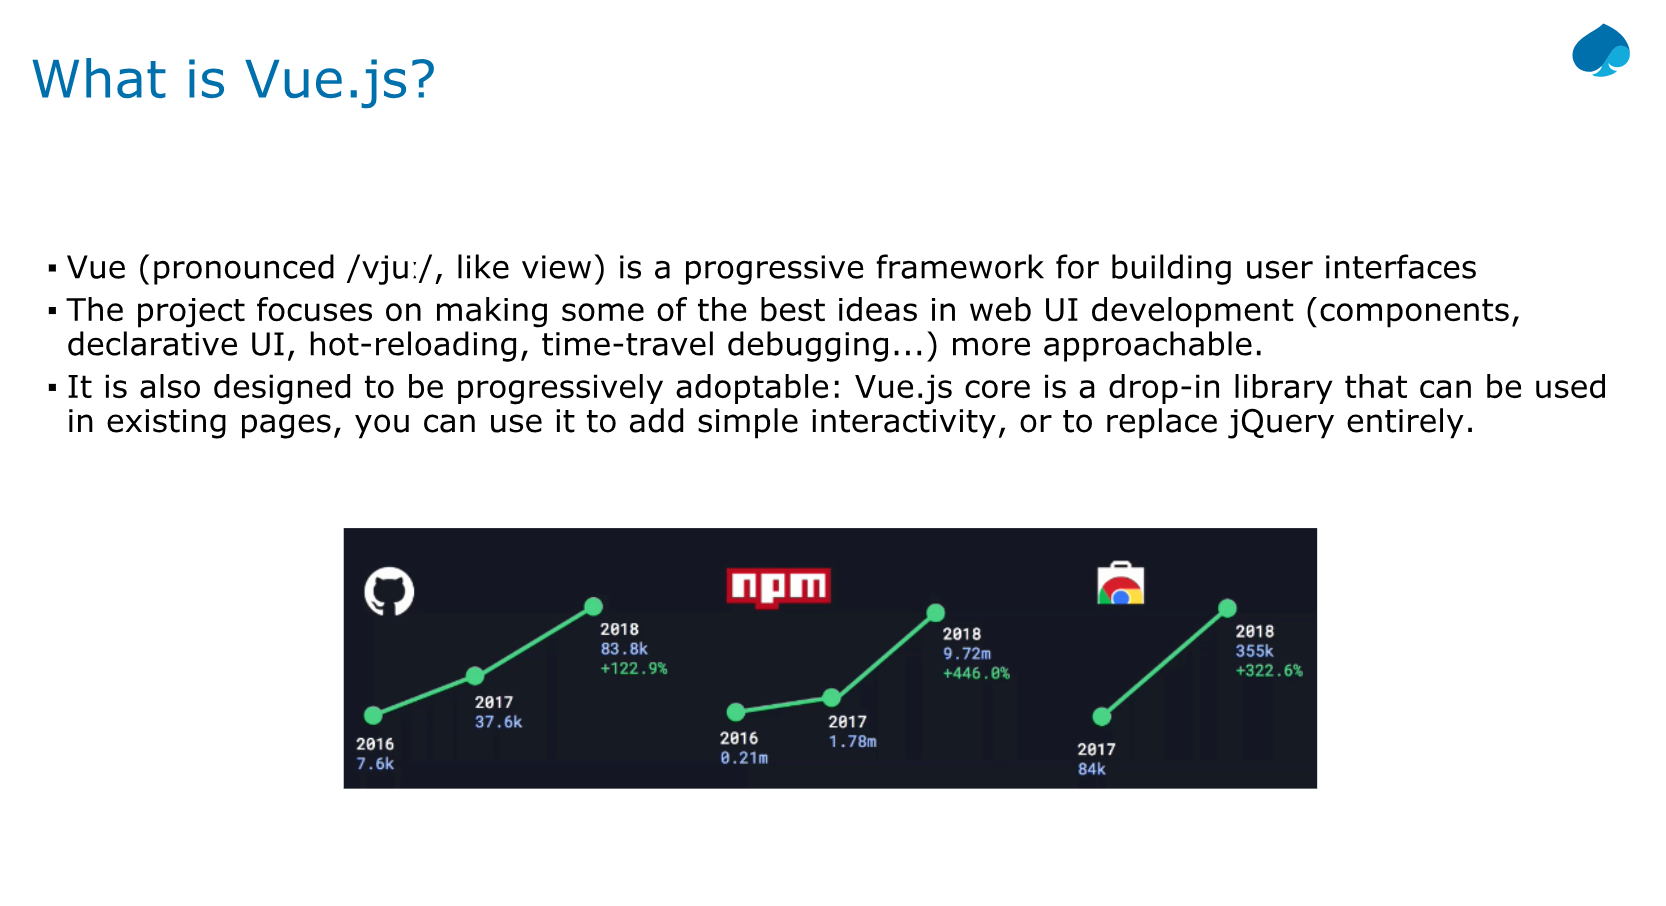 What is Vue.js?
▪ Vue (pronounced /vjuː/, like view) is a progressive framework for building user interfaces
▪ The project focuses on making some of the best ideas in web UI development (components,
declarative UI, hot-reloading, time-travel debugging...) more approachable.
▪ It is also designed to be progressively adoptable: Vue.js core is a drop-in library that can be used
in existing pages, you can use it to add simple interactivity, or to replace jQuery entirely.
2016
7.6k
2017
37.6k
2018
83.8k
+122.9%
npm
2016
0.21m
2017
1.78m
2018
9.72m
+446.0%
2017
84k
2018
355k
+322.6%